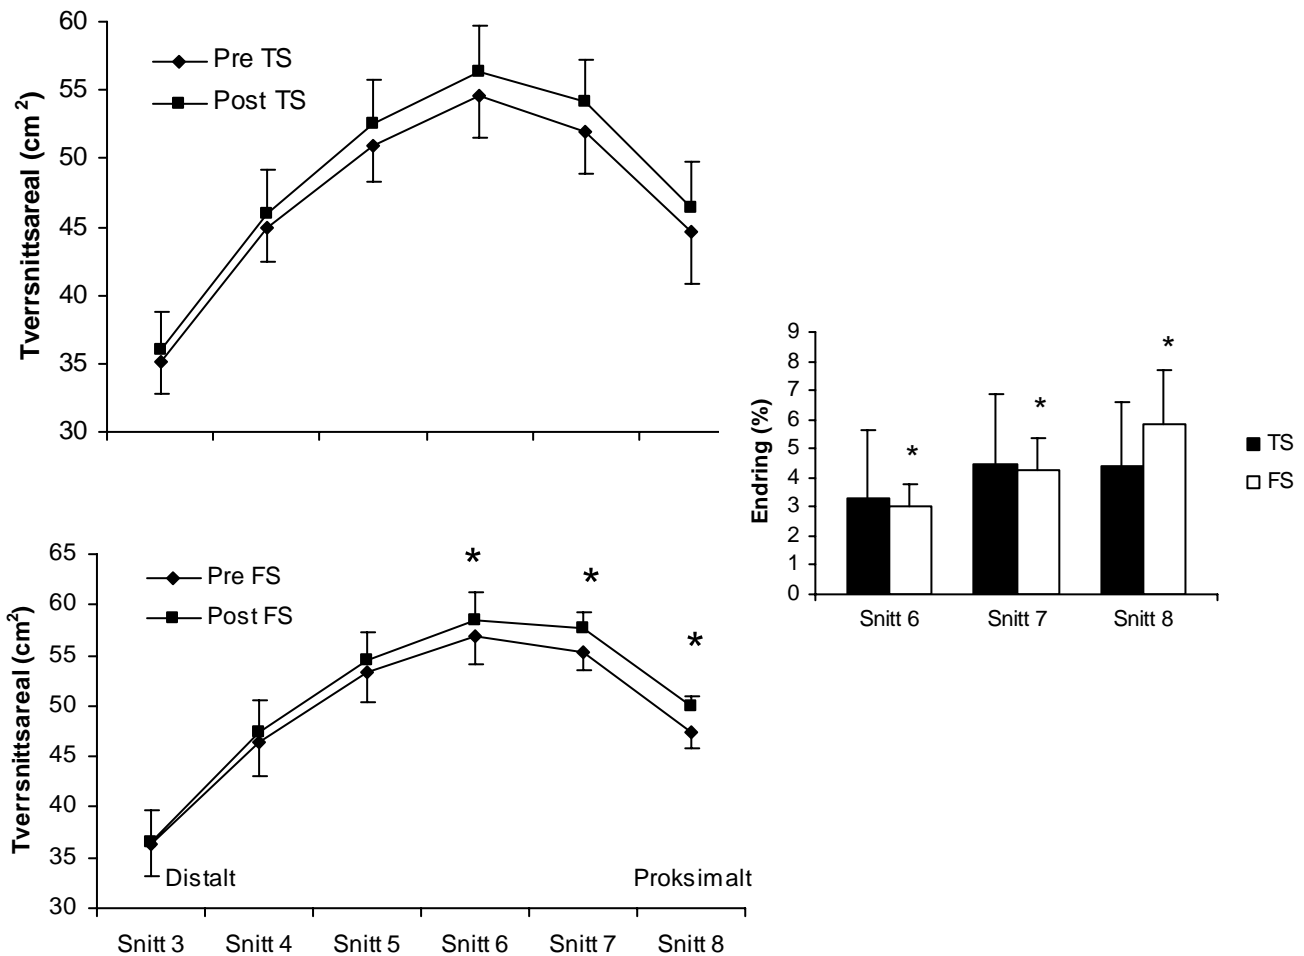 60
55
50
45
40
35
30
Tverrsnittsareal (cm²)
Pre TS
Post TS
65
60
55
50
45
40
35
30
Tverrsnittsareal (cm²)
Pre FS
Post FS
*
*
*
Distalt
Proksimalt
Snitt 3
Snitt 4
Snitt 5
Snitt 6
Snitt 7
Snitt 8
9
8
7
6
5
4
3
2
1
0
Endring (%)
*
*
*
Snitt 6
Snitt 7
Snitt 8
TS
FS